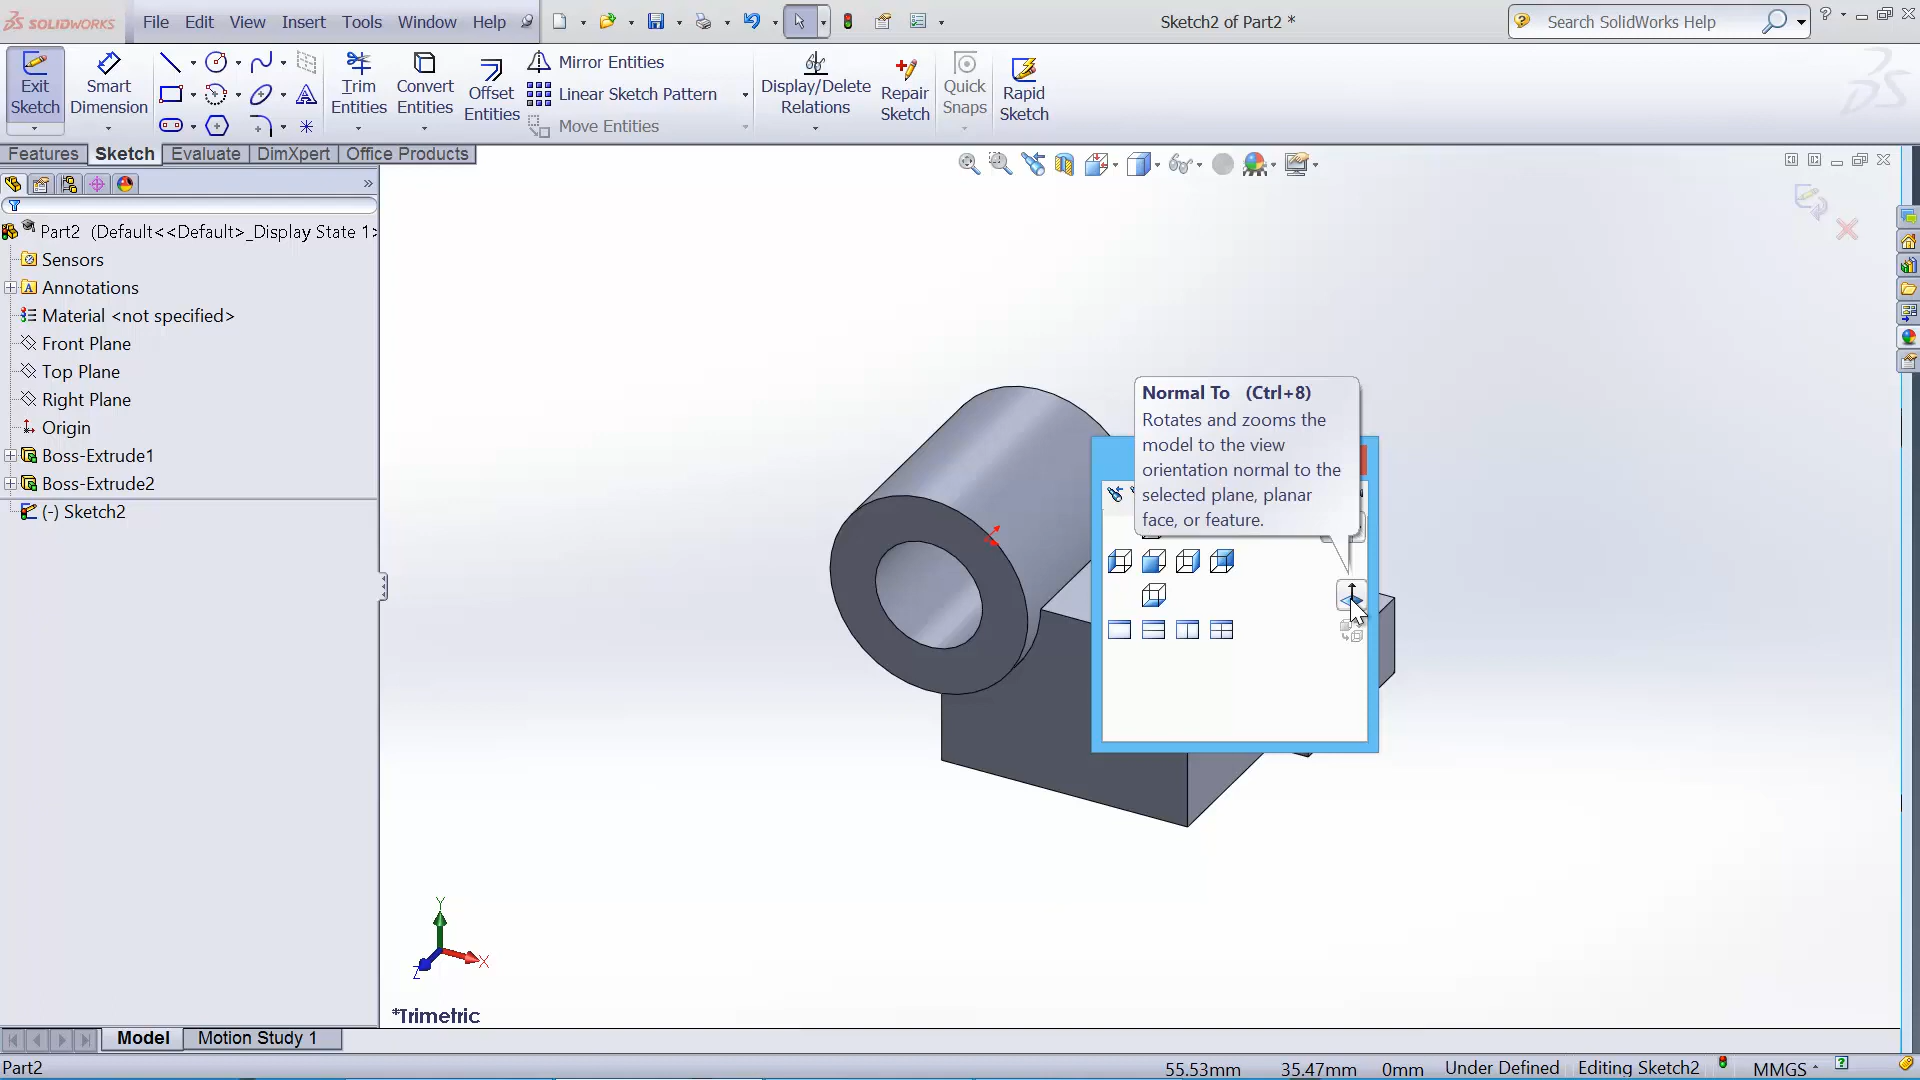 SOLIDWORKS File Edit View Insert Tools Window Help Sketch2 of Part2 * Search SolidWorks Help
Exit Sketch
Smart Dimension
Trim Entities
Convert Entities
Offset Entities
Mirror Entities
Linear Sketch Pattern
Move Entities
Display/Delete Relations
Repair Sketch
Quick Snaps
Rapid Sketch
Features Sketch Evaluate DimXpert Office Products
Part2 (Default<<Default>_Display State 1>
Sensors
Annotations
Material <not specified>
Front Plane
Top Plane
Right Plane
Origin
Boss-Extrude1
Boss-Extrude2
(-) Sketch2
Normal To (Ctrl+8)
Rotates and zooms the
model to the view
orientation normal to the
selected plane, planar
face, or feature.
Y
X
Z
*Trimetric
Model Motion Study 1
Part2 55.53mm 35.47mm 0mm Under Defined Editing Sketch2 MMGS